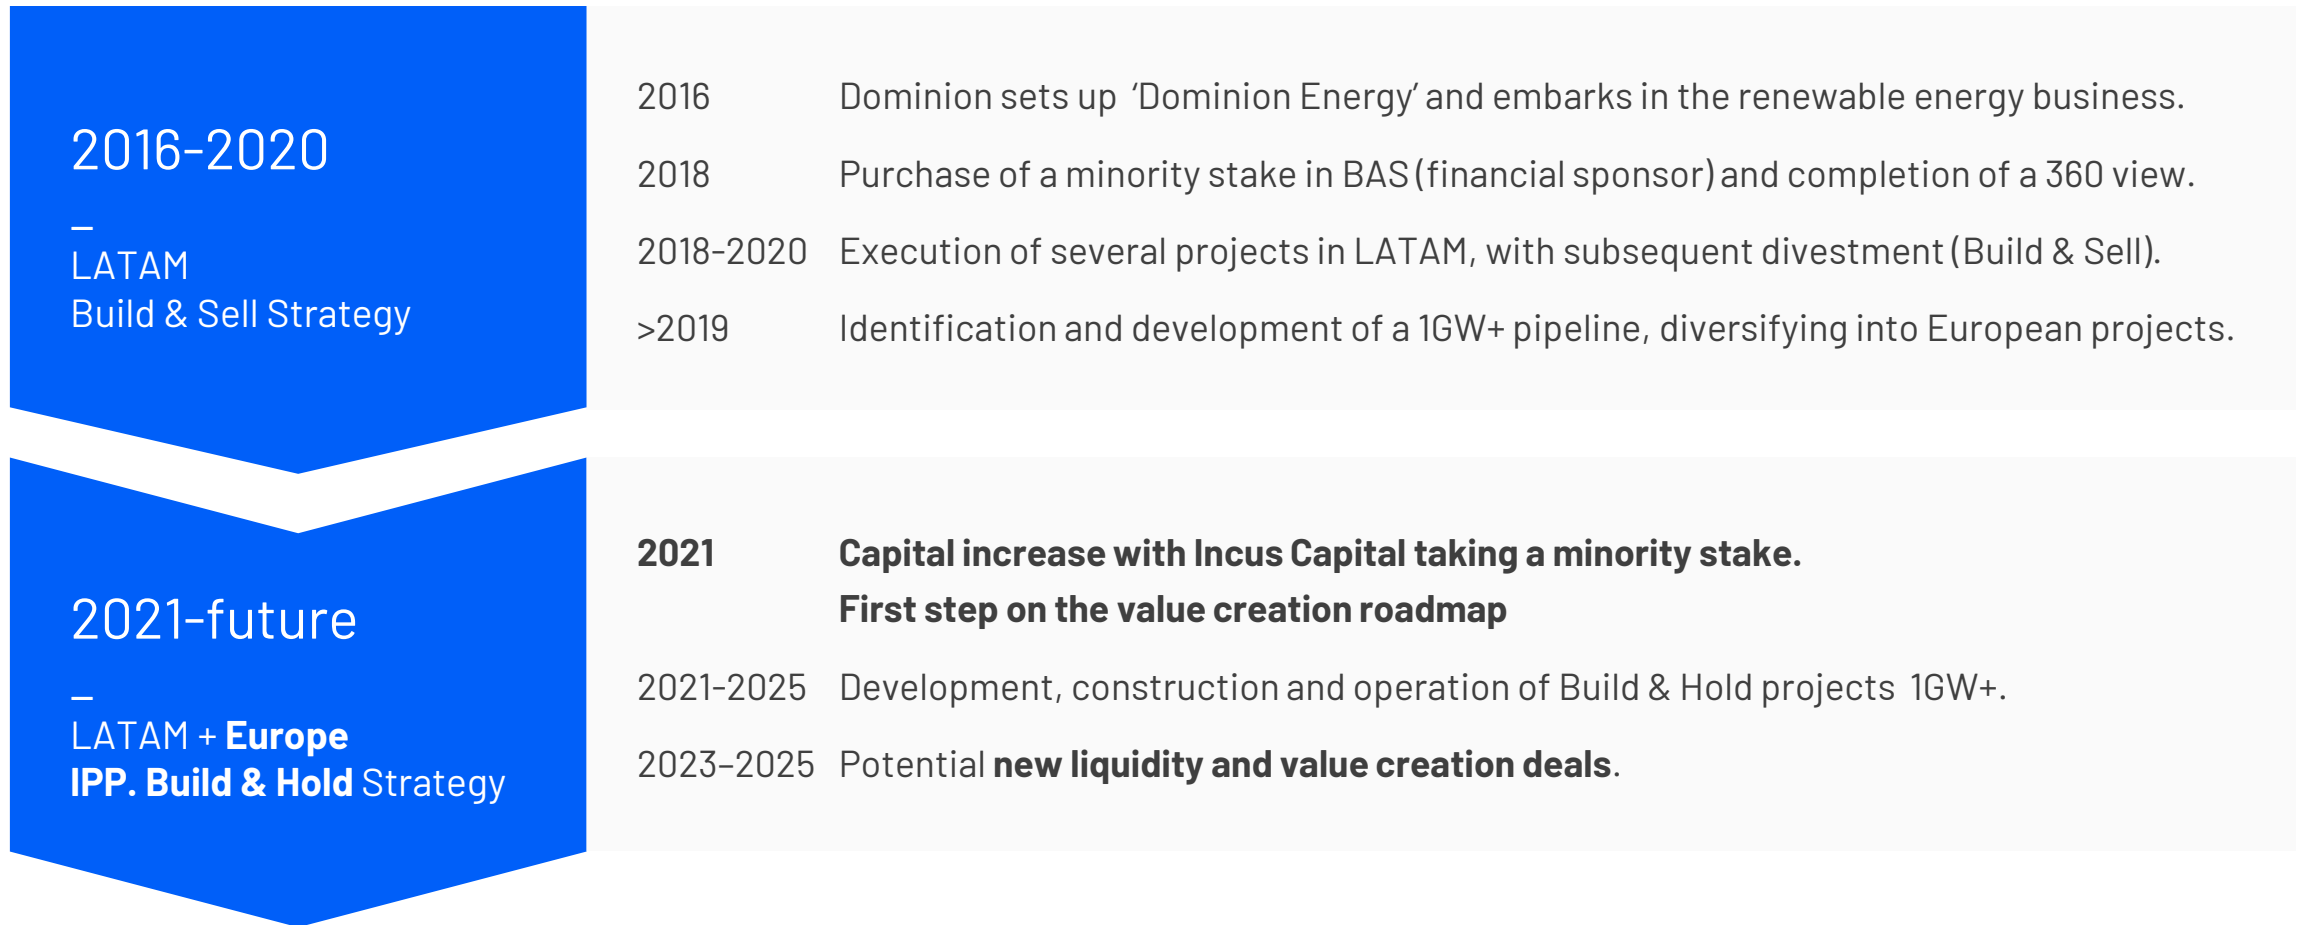 2016-2020
–
LATAM
Build & Sell Strategy
2016 Dominion sets up ‘Dominion Energy’ and embarks in the renewable energy business.
2018 Purchase of a minority stake in BAS (financial sponsor) and completion of a 360 view.
2018-2020 Execution of several projects in LATAM, with subsequent divestment (Build & Sell).
>2019 Identification and development of a 1GW+ pipeline, diversifying into European projects.
2021-future
–
LATAM + Europe
IPP. Build & Hold Strategy
2021 Capital increase with Incus Capital taking a minority stake.
First step on the value creation roadmap
2021-2025 Development, construction and operation of Build & Hold projects 1GW+.
2023–2025 Potential new liquidity and value creation deals.